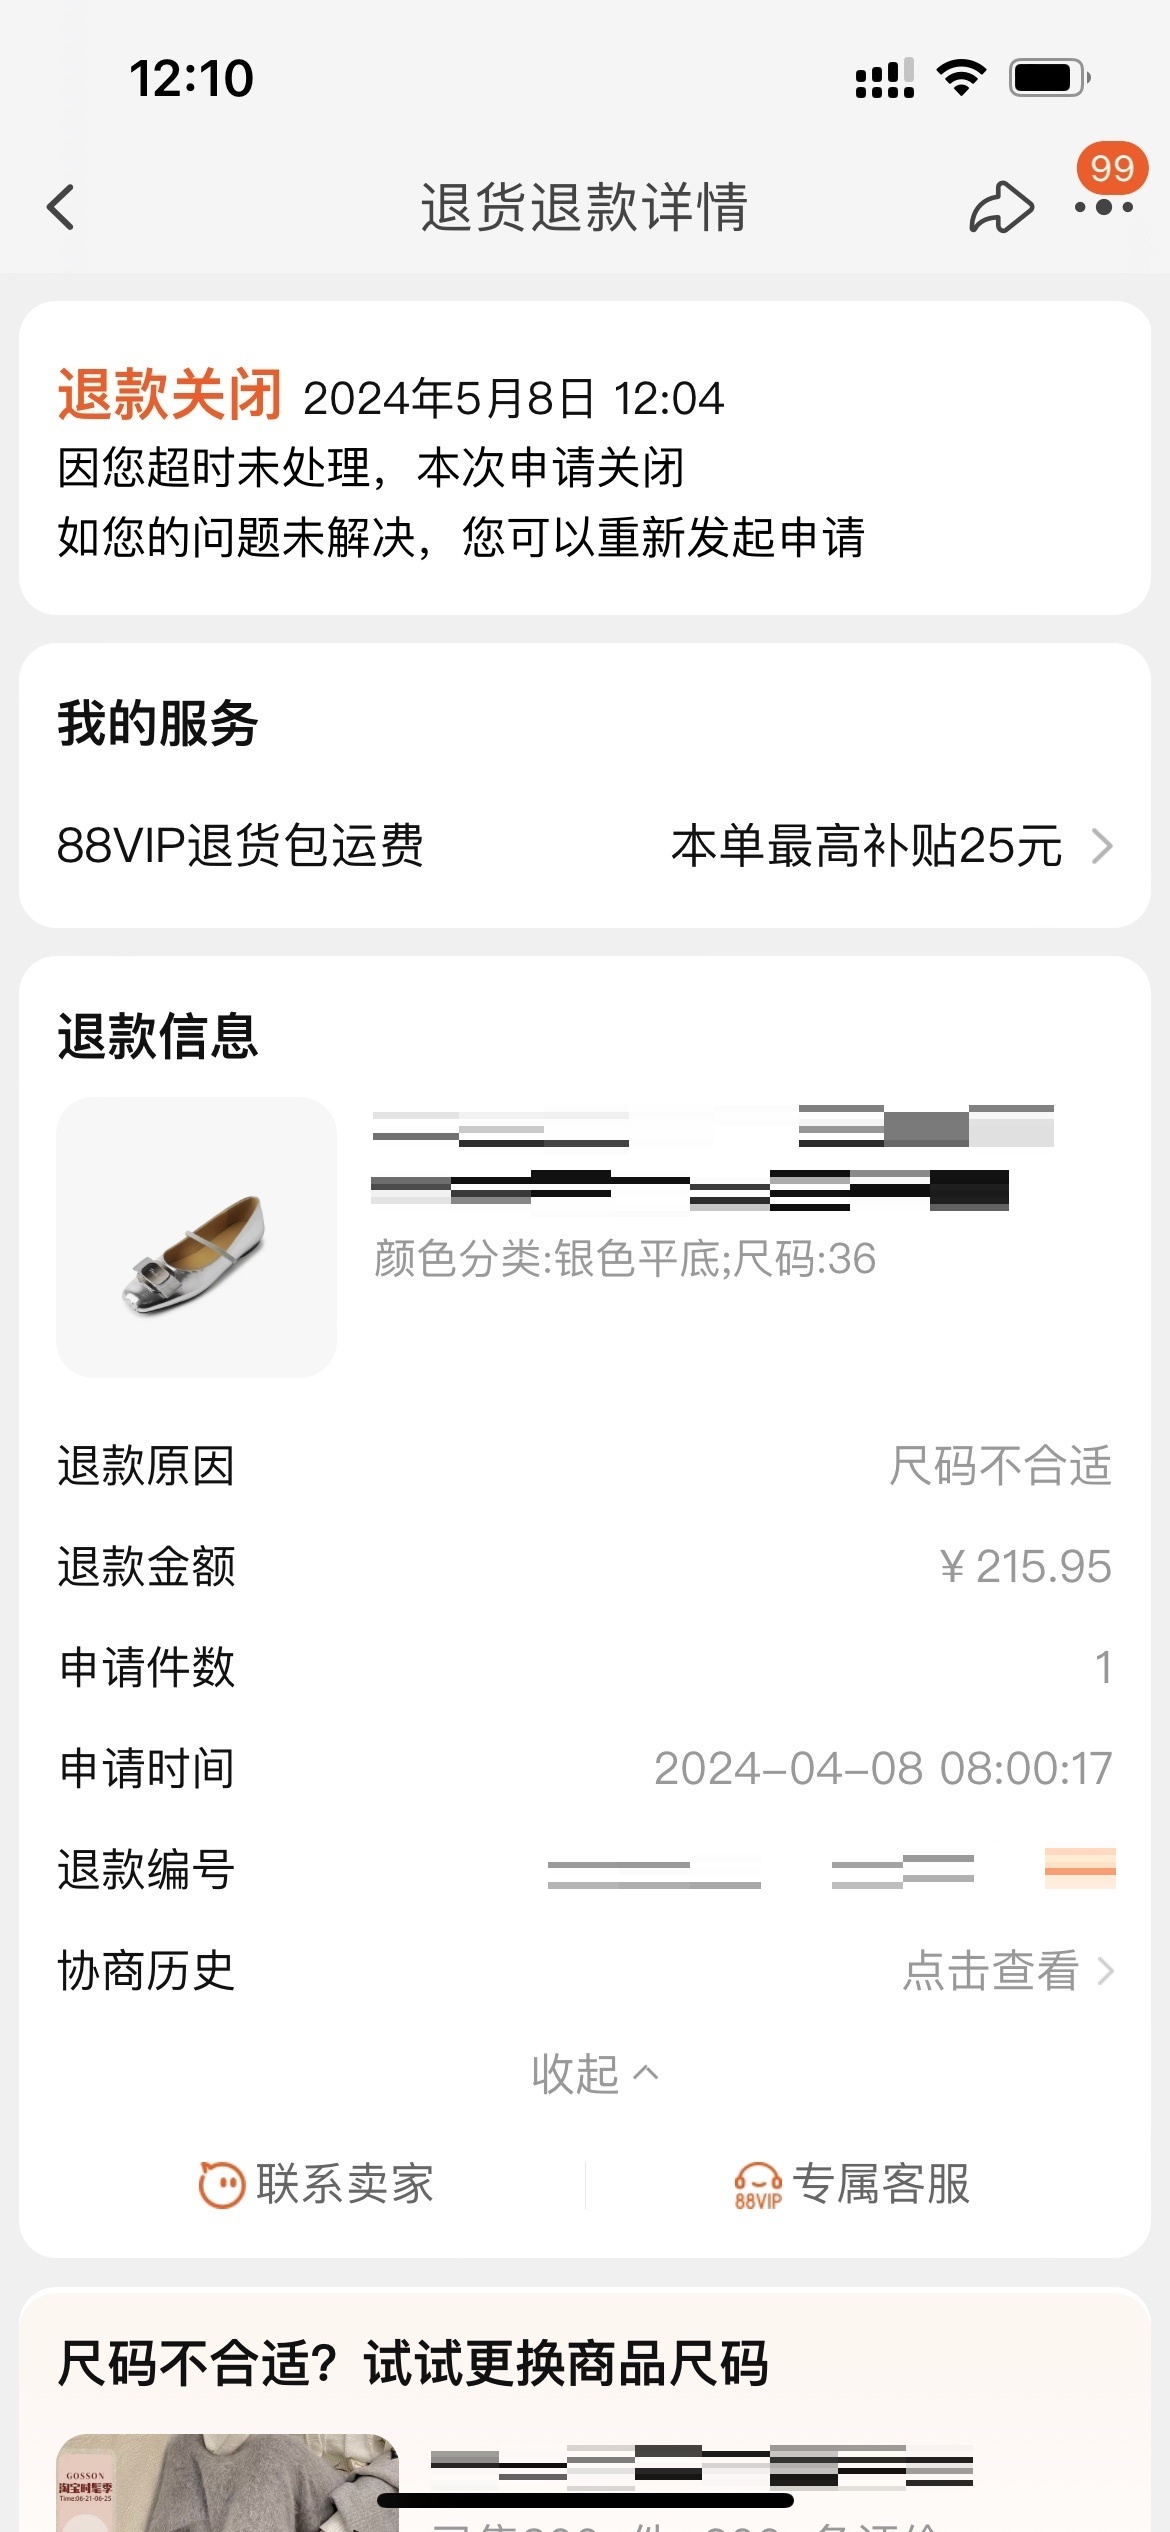 12:10
退货退款详情
99
退款关闭 2024年5月8日 12:04
因您超时未处理，本次申请关闭
如您的问题未解决，您可以重新发起申请
我的服务
88VIP退货包运费 本单最高补贴25元
退款信息
颜色分类:银色平底;尺码:36
退款原因 尺码不合适
退款金额 ¥215.95
申请件数 1
申请时间 2024-04-08 08:00:17
退款编号
协商历史 点击查看
收起
联系卖家
88VIP 专属客服
尺码不合适？试试更换商品尺码
GOSSON
淘宝时髦季
Time:06-21-06-25